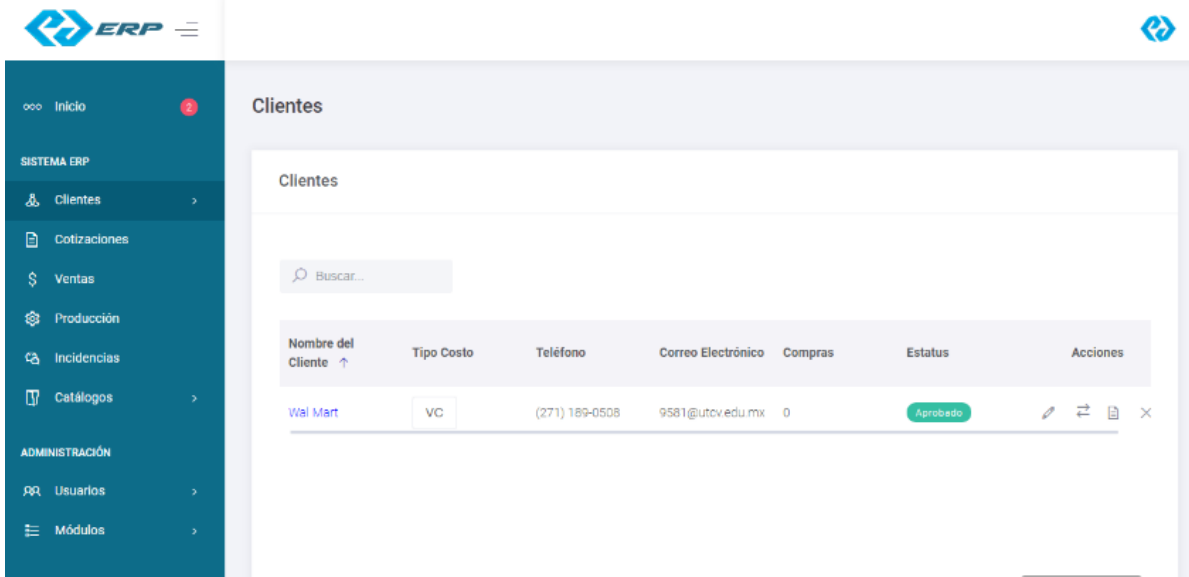 ERP
Inicio 2
SISTEMA ERP
Clientes
Cotizaciones
Ventas
Producción
Incidencias
Catálogos
ADMINISTRACIÓN
Usuarios
Módulos
Clientes
Clientes
Buscar...
Nombre del
Cliente ↑ Tipo Costo Teléfono Correo Electrónico Compras Estatus Acciones
Wal Mart VC (271) 189-0508 9581@utcv.edu.mx 0 Aprobado